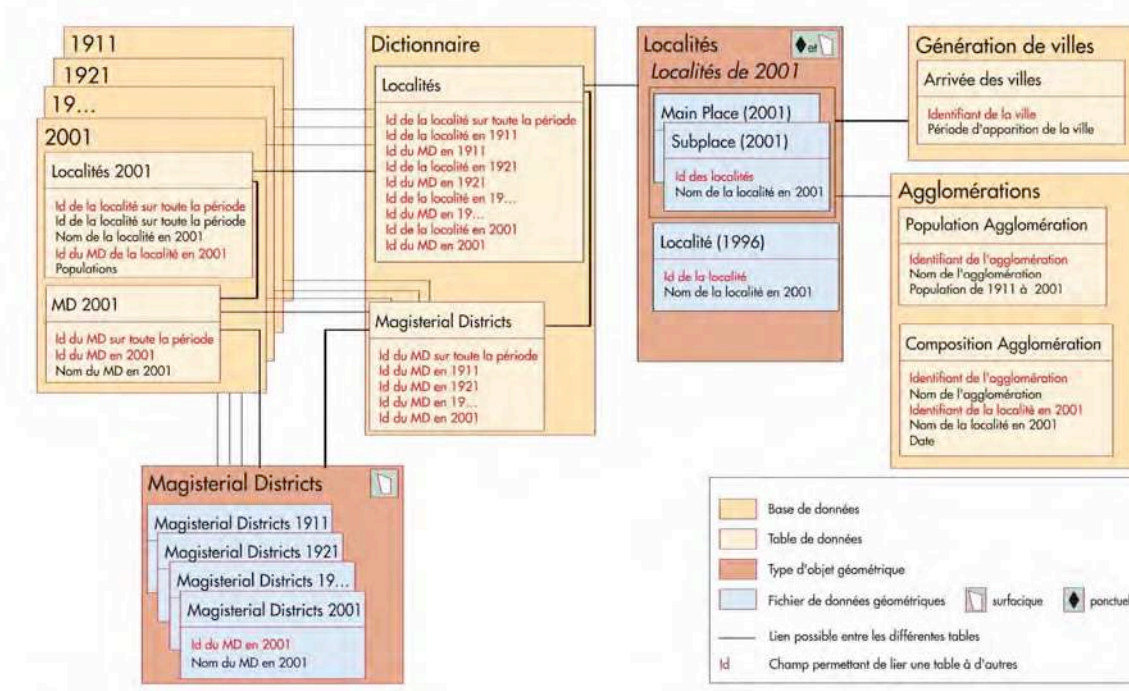 1911
1921
19...
2001
Localités 2001
Id de la localité sur toute la période
Id de la localité sur toute la période
Nom de la localité en 2001
Id du MD de la localité en 2001
Populations
MD 2001
Id du MD sur toute la période
Id du MD en 2001
Nom du MD en 2001
Dictionnaire
Localités
Id de la localité sur toute la période
Id de la localité en 1911
Id du MD en 1911
Id de la localité en 1921
Id du MD en 1921
Id de la localité en 19...
Id du MD en 19...
Id de la localité en 2001
Id du MD en 2001
Magisterial Districts
Id du MD sur toute la période
Id du MD en 1911
Id du MD en 1921
Id du MD en 19...
Id du MD en 2001
Localités
et
Localités de 2001
Main Place (2001)
Subplace (2001)
Id des localités
Nom de la localité en 2001
Localité (1996)
Id de la localité
Nom de la localité en 2001
Génération de villes
Arrivée des villes
Identifiant de la ville
Période d'apparition de la ville
Agglomérations
Population Agglomération
Identifiant de l'agglomération
Nom de l'agglomération
Population de 1911 à 2001
Composition Agglomération
Identifiant de l'agglomération
Nom de l'agglomération
Identifiant de la localité en 2001
Nom de la localité en 2001
Date
Magisterial Districts
Magisterial Districts 1911
Magisterial Districts 1921
Magisterial Districts 19...
Magisterial Districts 2001
Id du MD en 2001
Nom du MD en 2001
Base de données
Table de données
Type d'objet géométrique
Fichier de données géométriques surfacique ponctuel
Lien possible entre les différentes tables
Id Champ permettant de lier une table à d'autres